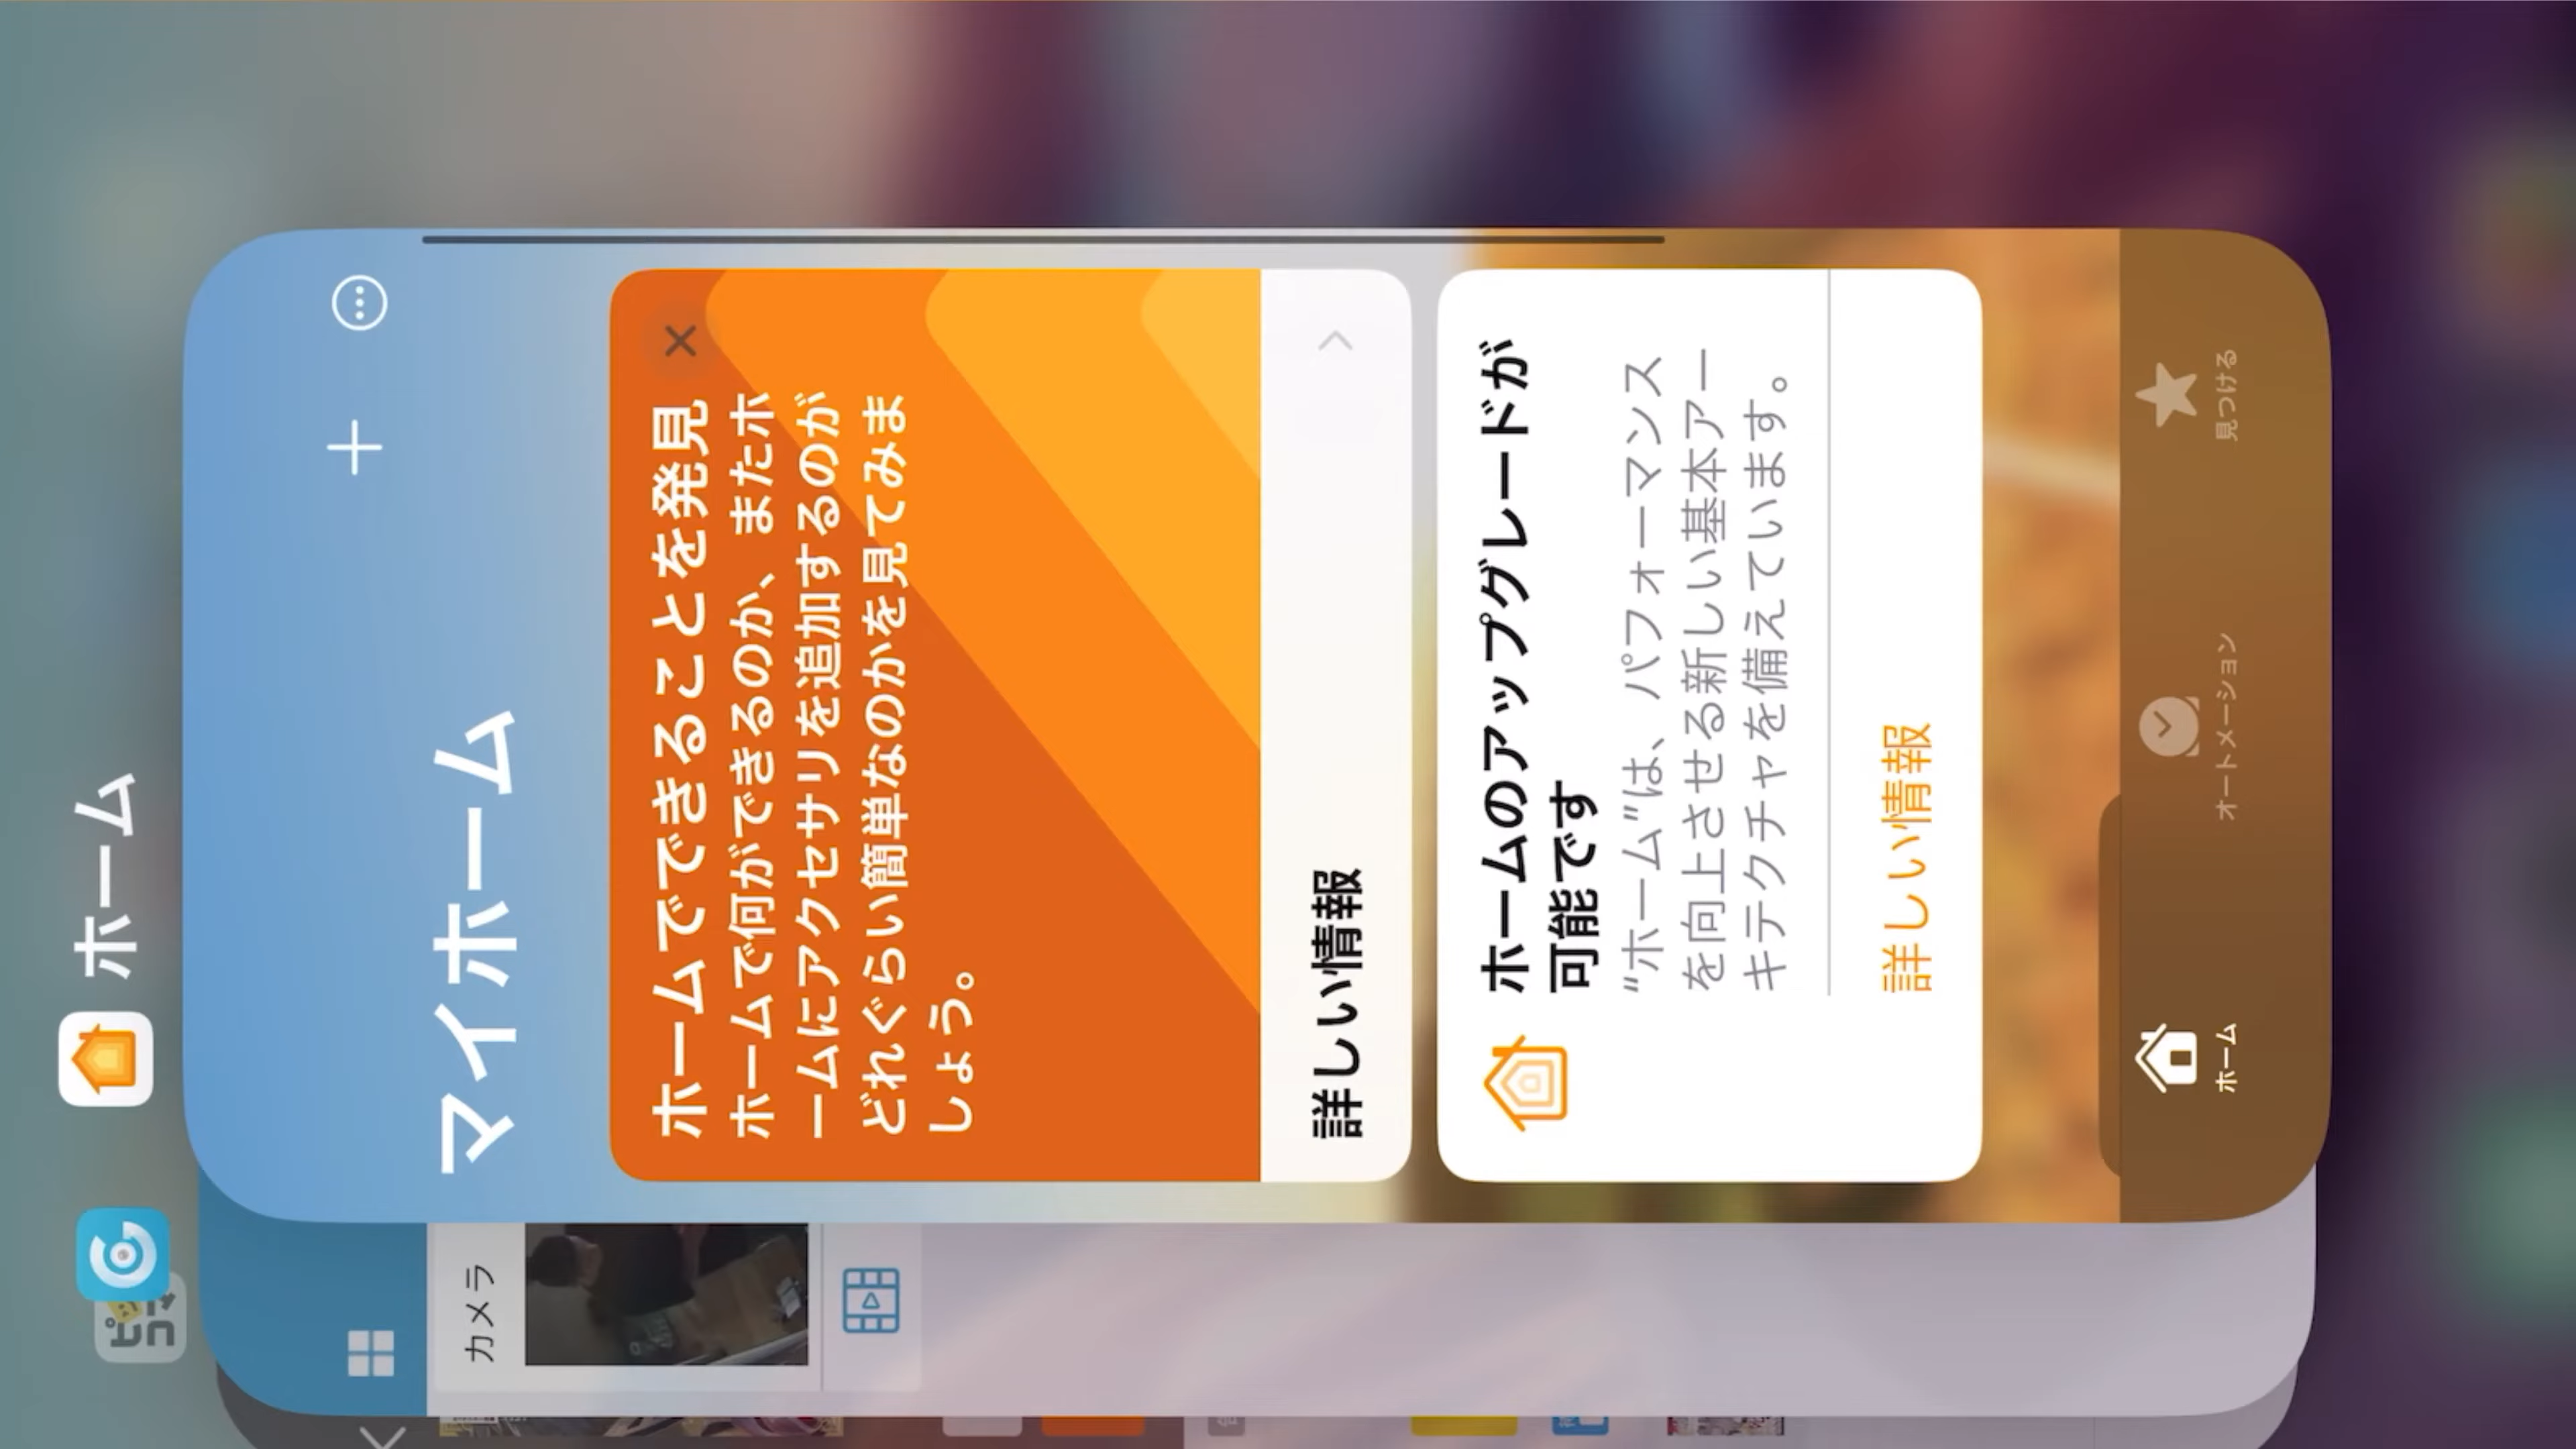 ホーム
マイホーム
ホームでできることを発見
ホームで何ができるのか、またホ
ームにアクセサリを追加するのが
どれぐらい簡単なのかを見てみま
しょう。
詳しい情報
ホームのアップグレードが
可能です
"ホーム"は、パフォーマンス
を向上させる新しい基本アー
キテクチャを備えています。
詳しい情報
ホーム
オートメーション
見つける
カメラ